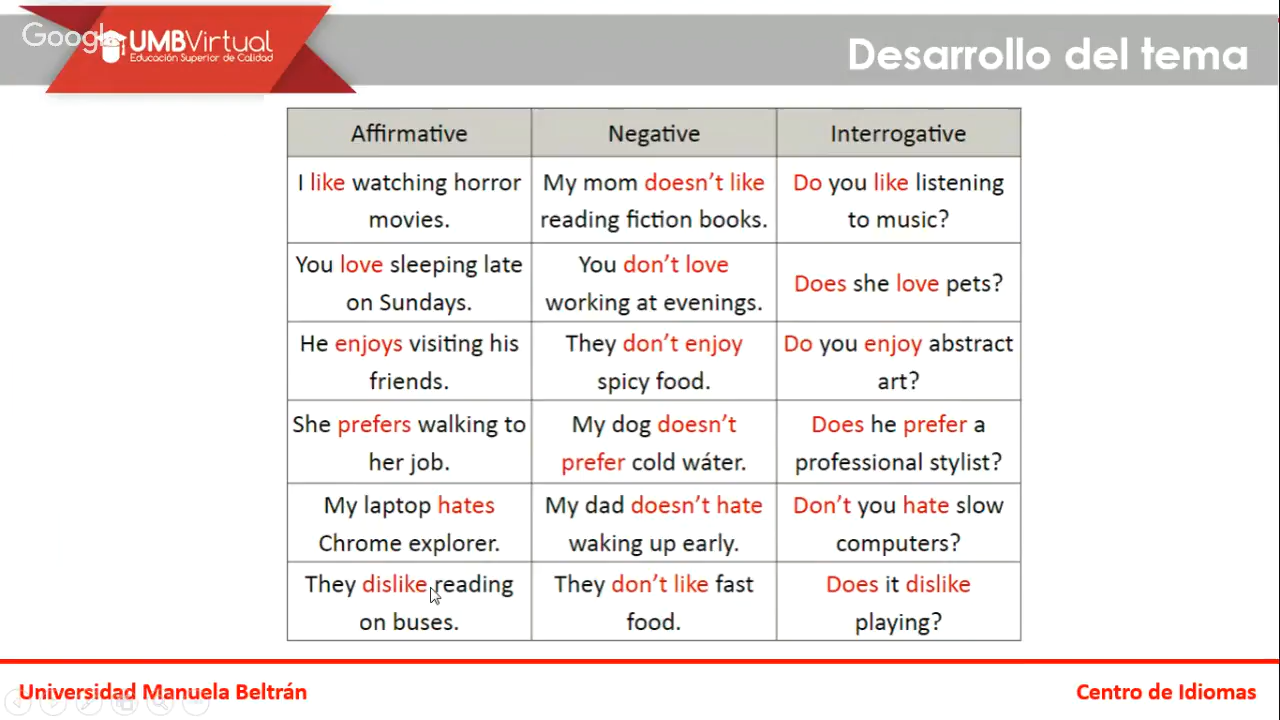 Google
UMBVirtual
Educación Superior de Calidad
Desarrollo del tema
Affirmative
Negative
Interrogative
I like watching horror
movies.
My mom doesn’t like
reading fiction books.
Do you like listening
to music?
You love sleeping late
on Sundays.
You don’t love
working at evenings.
Does she love pets?
He enjoys visiting his
friends.
They don’t enjoy
spicy food.
Do you enjoy abstract
art?
She prefers walking to
her job.
My dog doesn’t
prefer cold wáter.
Does he prefer a
professional stylist?
My laptop hates
Chrome explorer.
My dad doesn’t hate
waking up early.
Don’t you hate slow
computers?
They dislike reading
on buses.
They don’t like fast
food.
Does it dislike
playing?
Universidad Manuela Beltrán
Centro de Idiomas